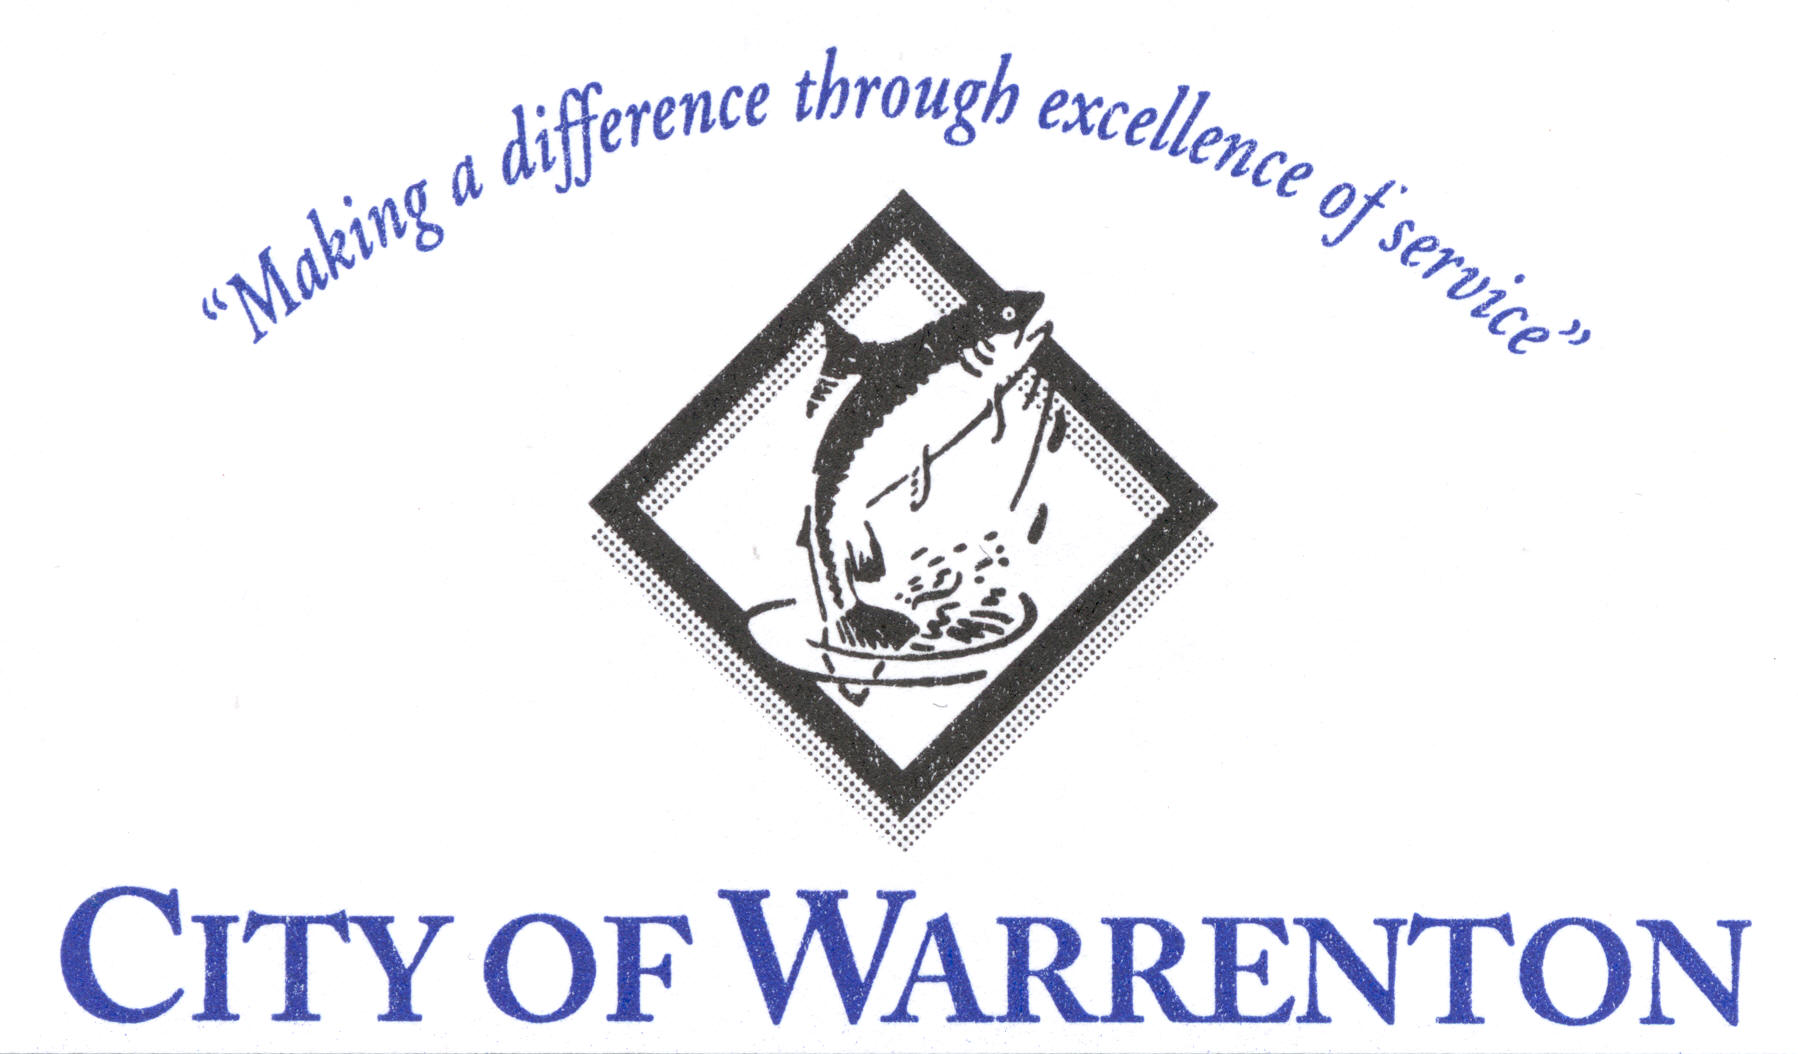 “Making a difference through excellence of service”
CITY OF WARRENTON